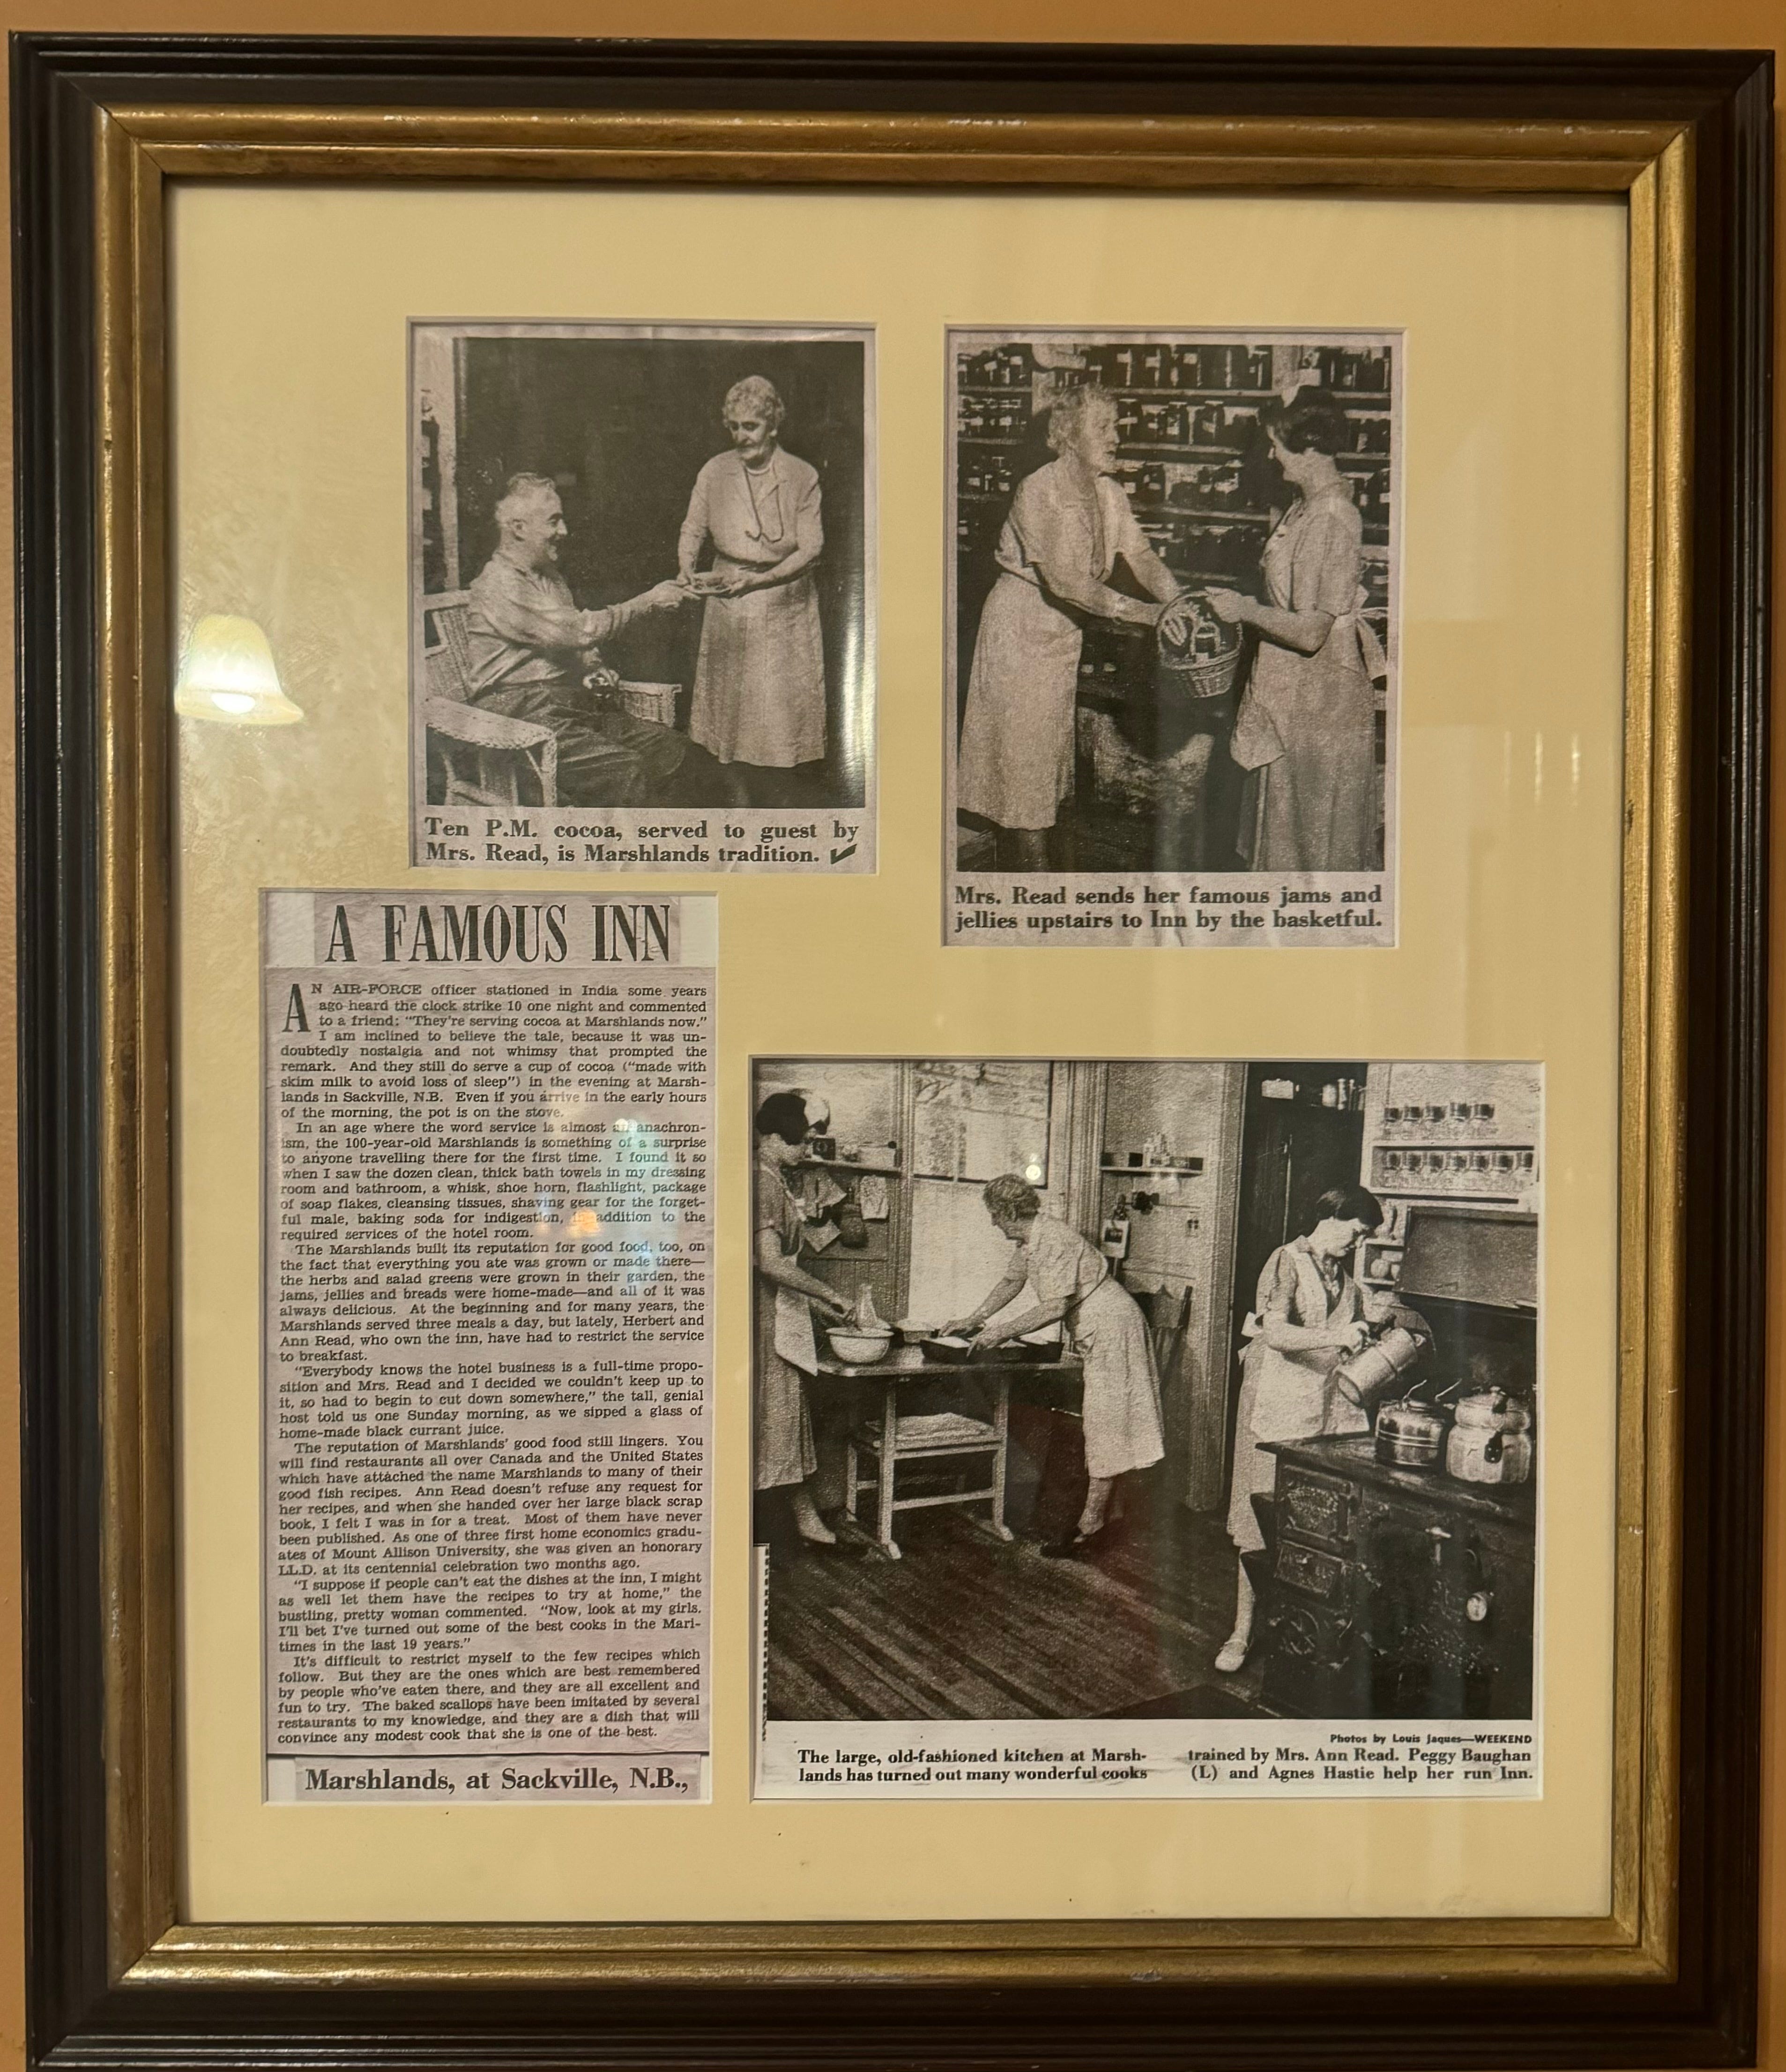 Ten P.M. cocoa, served to guest by
Mrs. Read, is Marshlands tradition.
Mrs. Read sends her famous jams and
jellies upstairs to Inn by the basketful.
A FAMOUS INN
AN AIR-FORCE officer stationed in India some years
ago heard the clock strike 10 one night and commented
to a friend: "They're serving cocoa at Marshlands now."
I am inclined to believe the tale, because it was un-
doubtedly nostalgia and not whimsy that prompted the
remark. And they still do serve a cup of cocoa ("made with
skim milk to avoid loss of sleep") in the evening at Marsh-
lands in Sackville, N.B. Even if you arrive in the early hours
of the morning, the pot is on the stove.
In an age where the word service is almost an anachron-
ism, the 100-year-old Marshlands is something of a surprise
to anyone travelling there for the first time. I found it so
when I saw the dozen clean, thick bath towels in my dressing
room and bathroom, a whisk, shoe horn, flashlight, package
of soap flakes, cleansing tissues, shaving gear for the forget-
ful male, baking soda for indigestion, in addition to the
required services of the hotel room.
The Marshlands built its reputation for good food, too, on
the fact that everything you ate was grown or made there—
the herbs and salad greens were grown in their garden, the
jams, jellies and breads were home-made—and all of it was
always delicious. At the beginning and for many years, the
Marshlands served three meals a day, but lately, Herbert and
Ann Read, who own the inn, have had to restrict the service
to breakfast.
"Everybody knows the hotel business is a full-time propo-
sition and Mrs. Read and I decided we couldn't keep up to
it, so had to begin to cut down somewhere," the tall, genial
host told us one Sunday morning, as we sipped a glass of
home-made black currant juice.
The reputation of Marshlands' good food still lingers. You
will find restaurants all over Canada and the United States
which have attached the name Marshlands to many of their
good fish recipes. Ann Read doesn't refuse any request for
her recipes, and when she handed over her large black scrap
book, I felt I was in for a treat. Most of them have never
been published. As one of three first home economics gradu-
ates of Mount Allison University, she was given an honorary
LL.D. at its centennial celebration two months ago.
"I suppose if people can't eat the dishes at the inn, I might
as well let them have the recipes to try at home," the
bustling, pretty woman commented. "Now, look at my girls.
I'll bet I've turned out some of the best cooks in the Mari-
times in the last 19 years."
It's difficult to restrict myself to the few recipes which
follow. But they are the ones which are best remembered
by people who've eaten there, and they are all excellent and
fun to try. The baked scallops have been imitated by several
restaurants to my knowledge, and they are a dish that will
convince any modest cook that she is one of the best.
Marshlands, at Sackville, N.B.,
Photos by Louis Jaques—WEEKEND
The large, old-fashioned kitchen at Marsh-
lands has turned out many wonderful cooks
trained by Mrs. Ann Read. Peggy Baughan
(L) and Agnes Hastie help her run Inn.